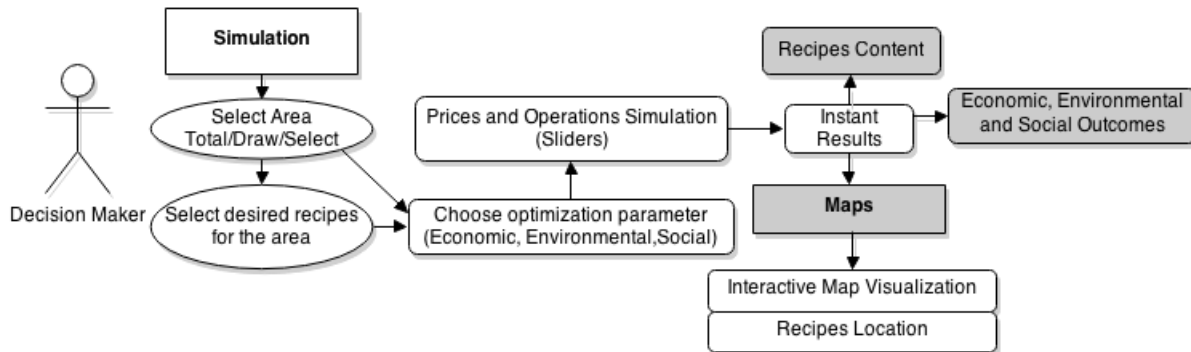 Simulation
Decision Maker
Select Area
Total/Draw/Select
Select desired recipes
for the area
Prices and Operations Simulation
(Sliders)
Choose optimization parameter
(Economic, Environmental,Social)
Recipes Content
Instant
Results
Economic, Environmental
and Social Outcomes
Maps
Interactive Map Visualization
Recipes Location